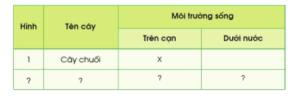 Hình Tên cây Môi trường sống
Trên cạn Dưới nước
1 Cây chuối X
? ? ? ?